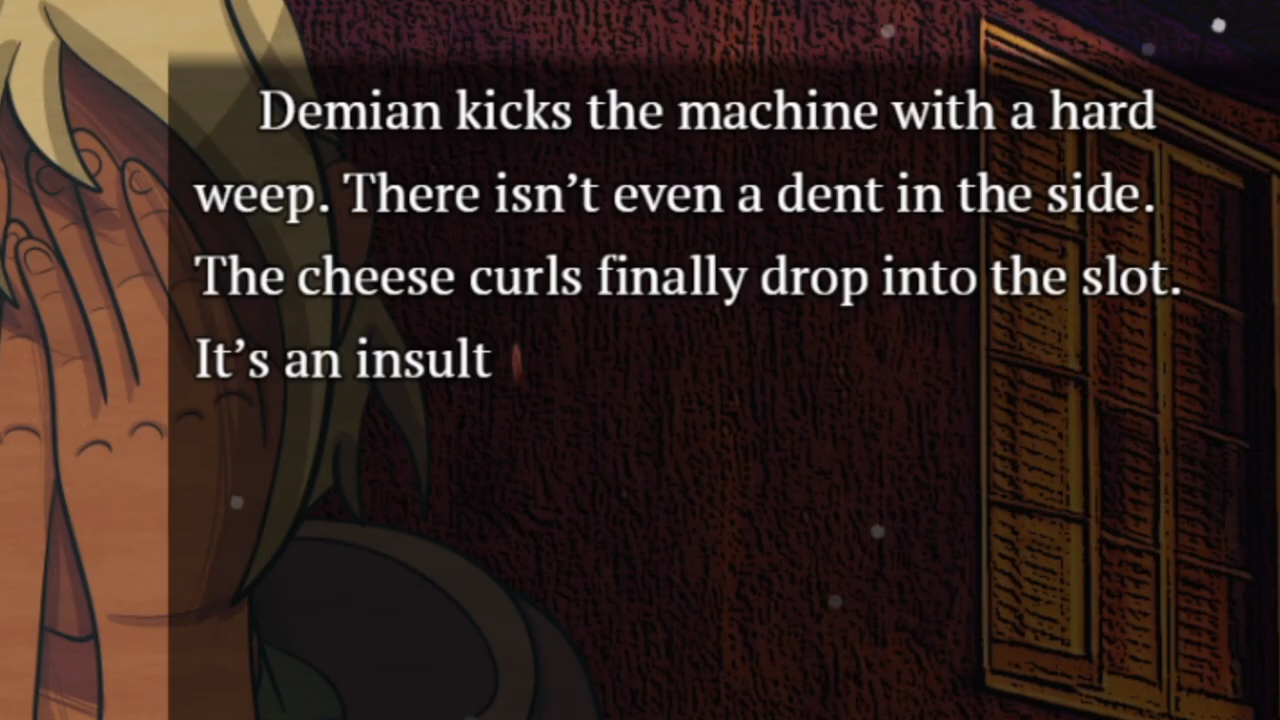 Demian kicks the machine with a hard
weep. There isn’t even a dent in the side.
The cheese curls finally drop into the slot.
It’s an insult